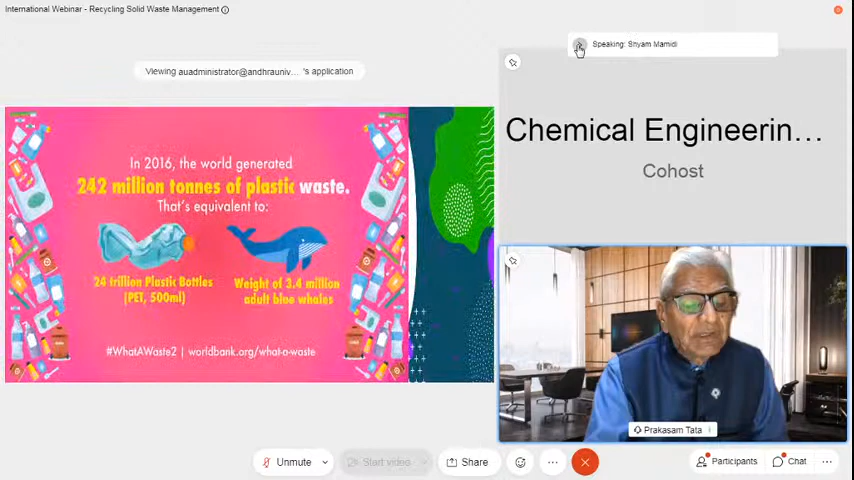 International Webinar - Recycling Solid Waste Management
Speaking: Shyam Mamidi
Viewing auadministrator@andhrauniv... 's application
Chemical Engineerin...
Cohost
In 2016, the world generated
242 million tonnes of plastic waste.
That's equivalent to:
24 trillion Plastic Bottles
(PET, 500ml)
Weight of 3.4 million
adult blue whales
#WhatAWaste2 | worldbank.org/what-a-waste
Prakasam Tata
Unmute
Start video
Share
Participants
Chat